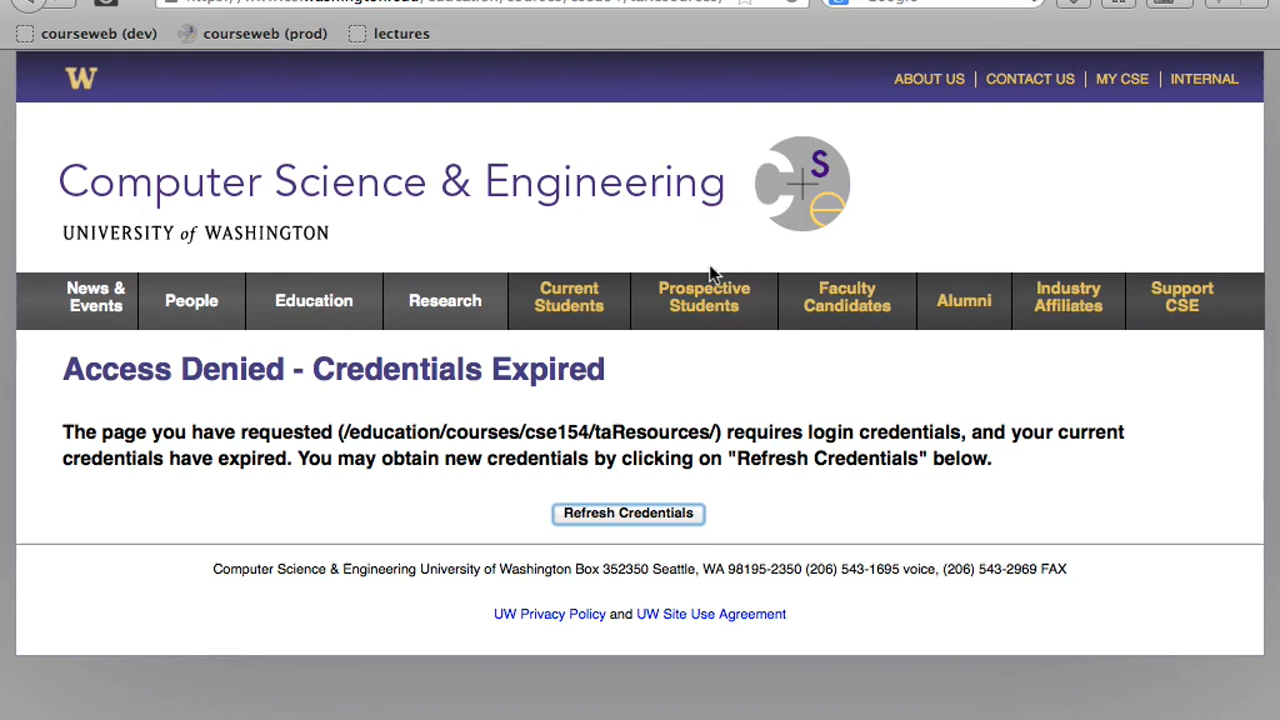 courseweb (dev) courseweb (prod) lectures
W
ABOUT US | CONTACT US | MY CSE | INTERNAL
Computer Science & Engineering cse
UNIVERSITY of WASHINGTON
News & Events People Education Research Current Students Prospective Students Faculty Candidates Alumni Industry Affiliates Support CSE
Access Denied - Credentials Expired
The page you have requested (/education/courses/cse154/taResources/) requires login credentials, and your current
credentials have expired. You may obtain new credentials by clicking on "Refresh Credentials" below.
Refresh Credentials
Computer Science & Engineering University of Washington Box 352350 Seattle, WA 98195-2350 (206) 543-1695 voice, (206) 543-2969 FAX
UW Privacy Policy and UW Site Use Agreement